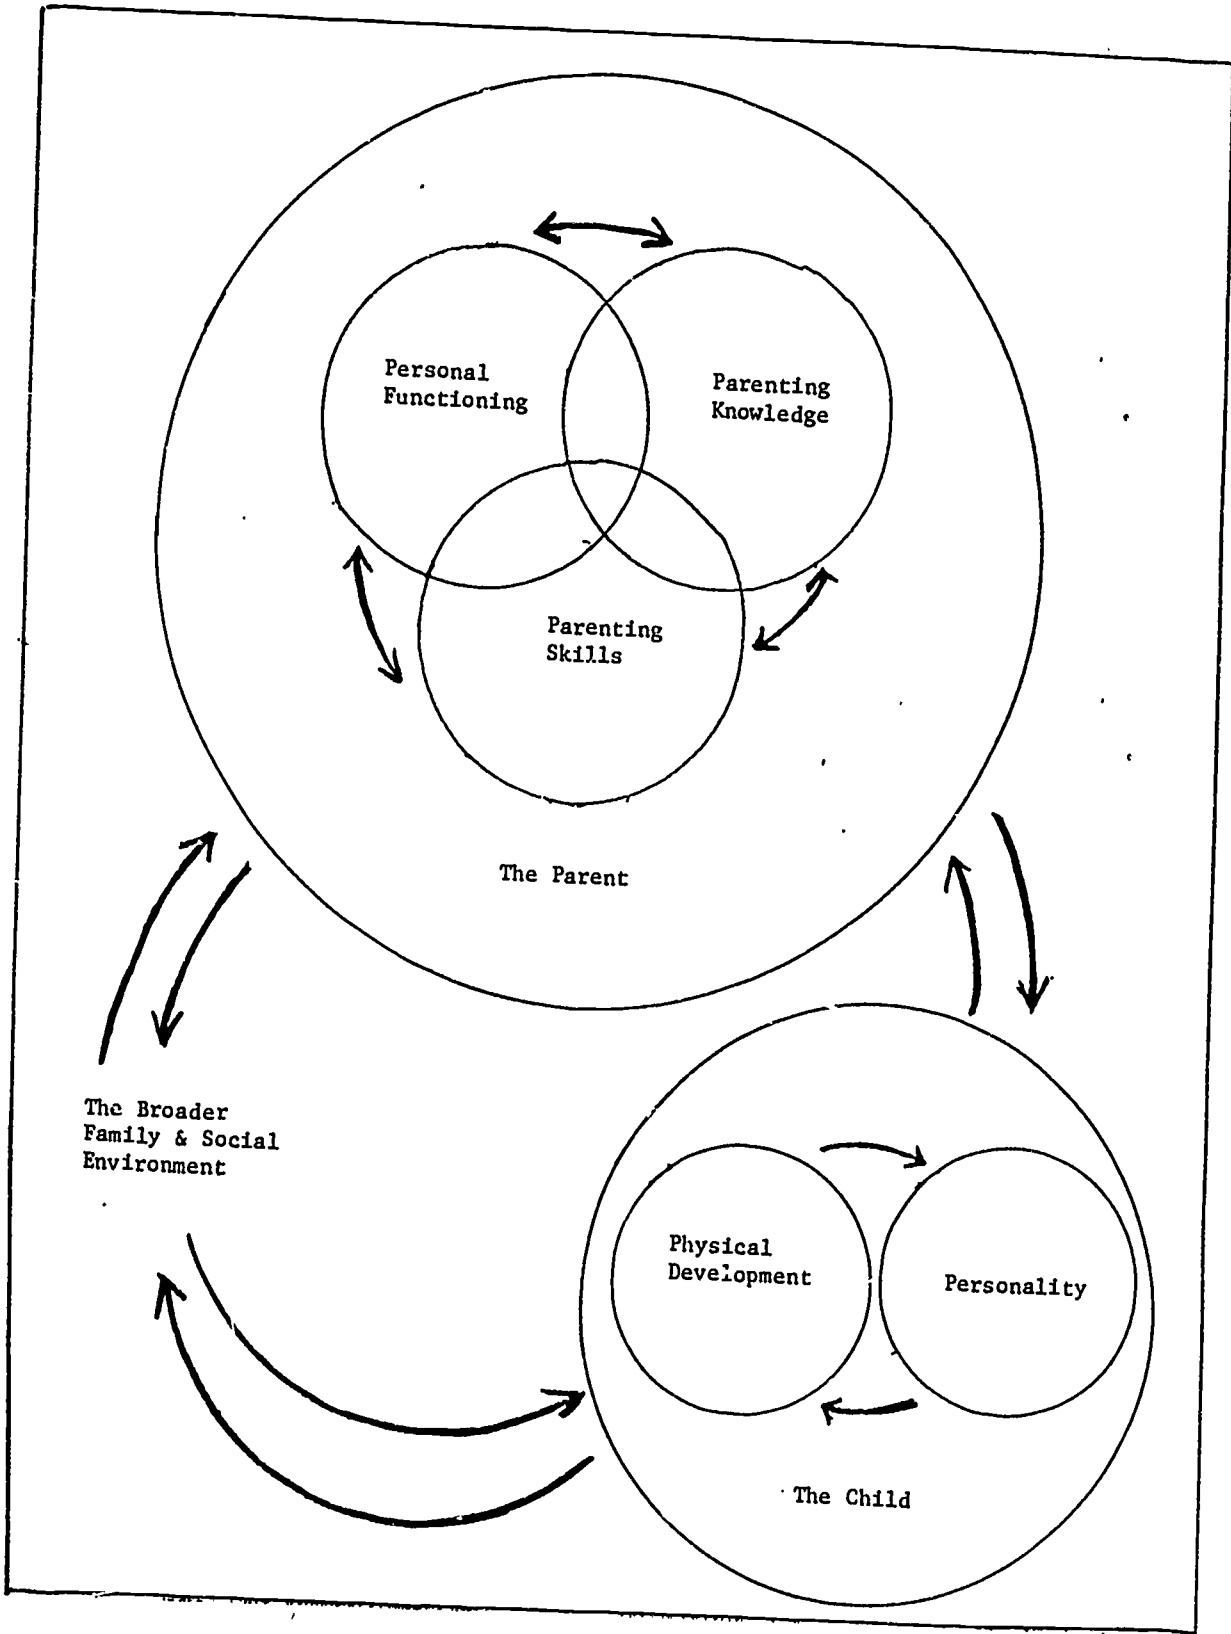 Personal
Functioning
Parenting
Knowledge
Parenting
Skills
The Parent
The Broader
Family & Social
Environment
Physical
Development
Personality
The Child